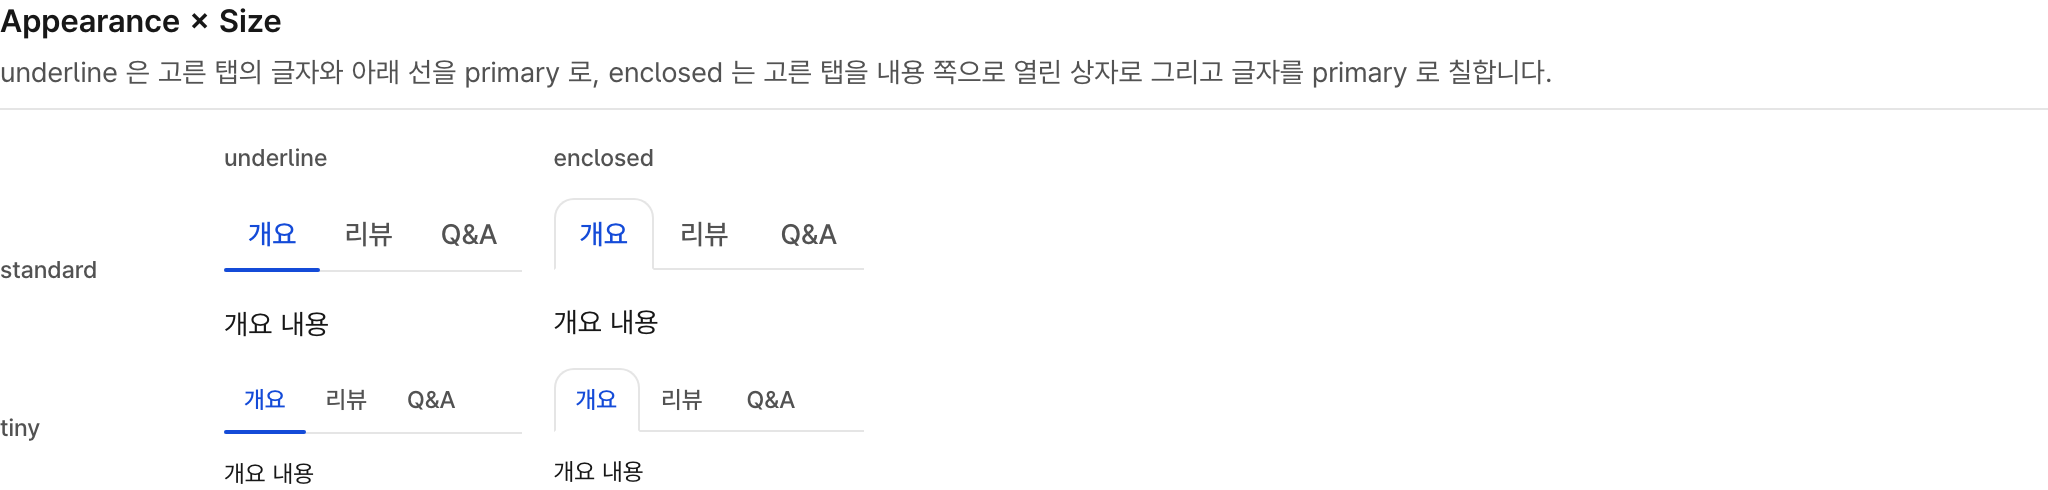 Appearance × Size
underline 은 고른 탭의 글자와 아래 선을 primary 로, enclosed 는 고른 탭을 내용 쪽으로 열린 상자로 그리고 글자를 primary 로 칠합니다.
underline enclosed
개요 리뷰 Q&A 개요 리뷰 Q&A
standard
개요 내용 개요 내용
개요 리뷰 Q&A 개요 리뷰 Q&A
tiny
개요 내용 개요 내용